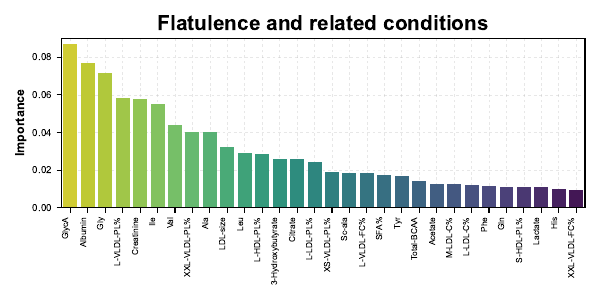 Flatulence and related conditions
Importance
0.08
0.06
0.04
0.02
0.00
GlycA
Albumin
Gly
L-VLDL-PL%
Creatinine
Ile
Val
XXL-VLDL-PL%
Ala
LDL-size
Leu
L-HDL-PL%
3-Hydroxybutyrate
Citrate
L-LDL-PL%
XS-VLDL-PL%
Sc-ala
L-VLDL-FC%
SFA%
Tyr
Total-BCAA
Acetate
M-LDL-C%
L-LDL-C%
Phe
Gln
S-HDL-PL%
Lactate
His
XXL-VLDL-FC%